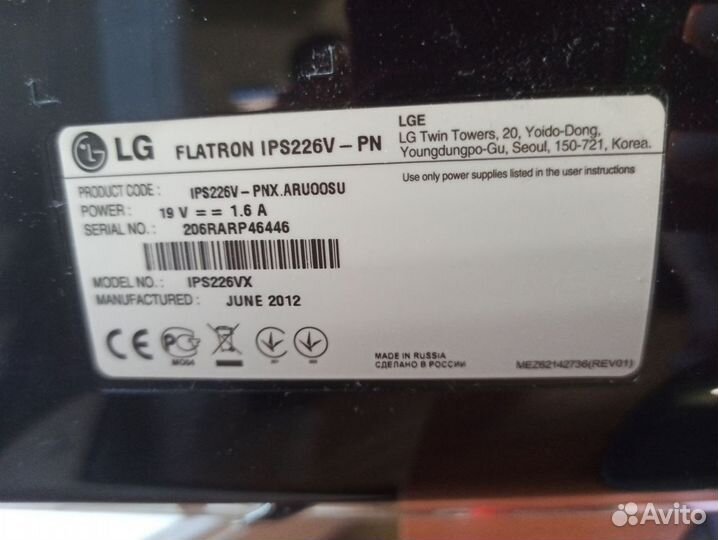 LG FLATRON IPS226V-PN
LGE
LG Twin Towers, 20, Yoido-Dong,
Youngdungpo-Gu, Seoul, 150-721, Korea.
Use only power supplies listed in the user instructions
PRODUCT CODE : IPS226V-PNX.ARUOOSU
POWER : 19 V == 1.6 A
SERIAL NO. : 206RARP46446
MODEL NO. : IPS226VX
MANUFACTURED : JUNE 2012
CE
MO04
MADE IN RUSSIA
СДЕЛАНО В РОССИИ
MEZ62142736(REV01)
Avito